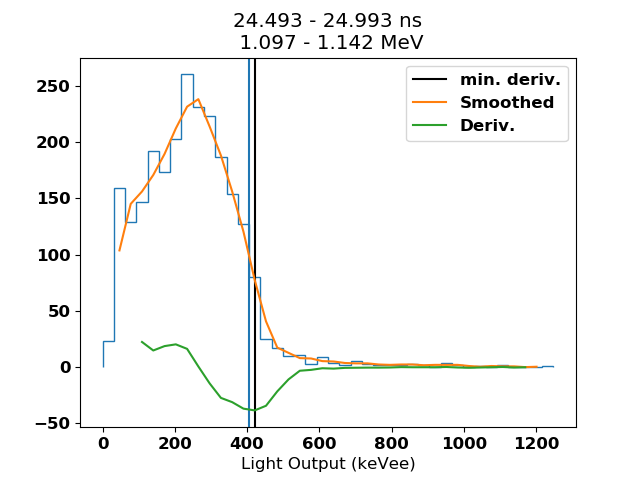 24.493 - 24.993 ns
1.097 - 1.142 MeV
min. deriv.
Smoothed
Deriv.
250
200
150
100
50
0
−50
0 200 400 600 800 1000 1200
Light Output (keVee)